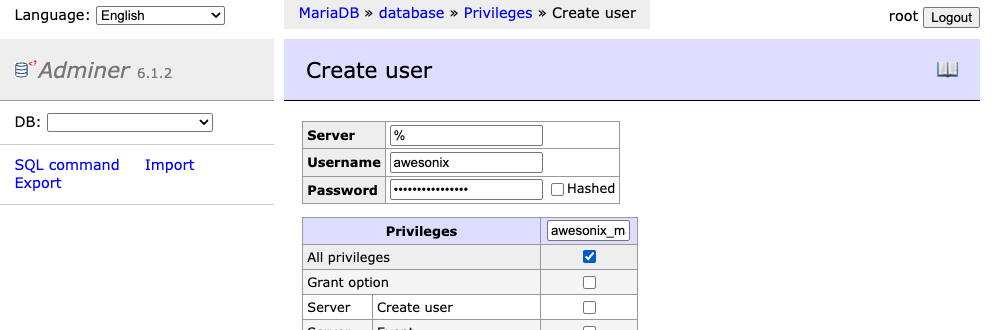 Language: English
MariaDB » database » Privileges » Create user
root Logout
Adminer 6.1.2
Create user
DB:
SQL command Import
Export
Server %
Username awesonix
Password •••••••••••••••• Hashed
Privileges awesonix_m
All privileges
Grant option
Server Create user